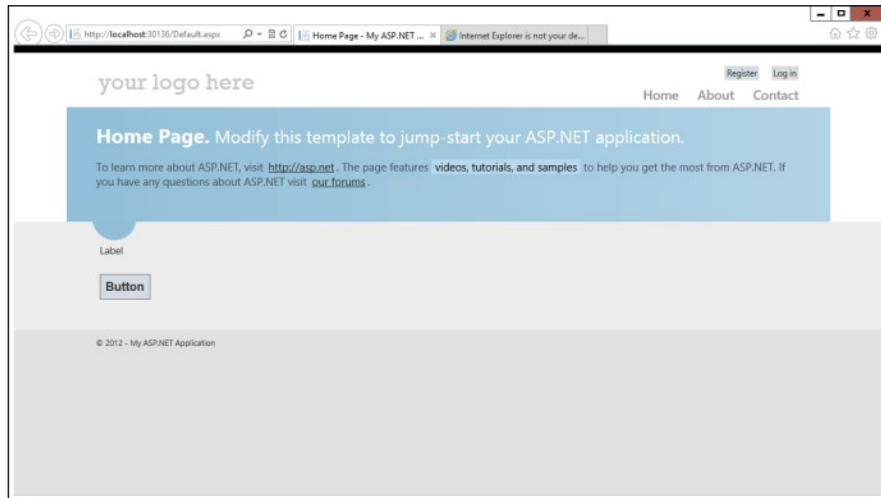 http://localhost:30136/Default.aspx
Home Page - My ASP.NET ...
Internet Explorer is not your de...
your logo here
Register Log in
Home About Contact
Home Page. Modify this template to jump-start your ASP.NET application.
To learn more about ASP.NET, visit http://asp.net. The page features videos, tutorials, and samples to help you get the most from ASP.NET. If
you have any questions about ASP.NET visit our forums.
Label
Button
© 2012 - My ASP.NET Application